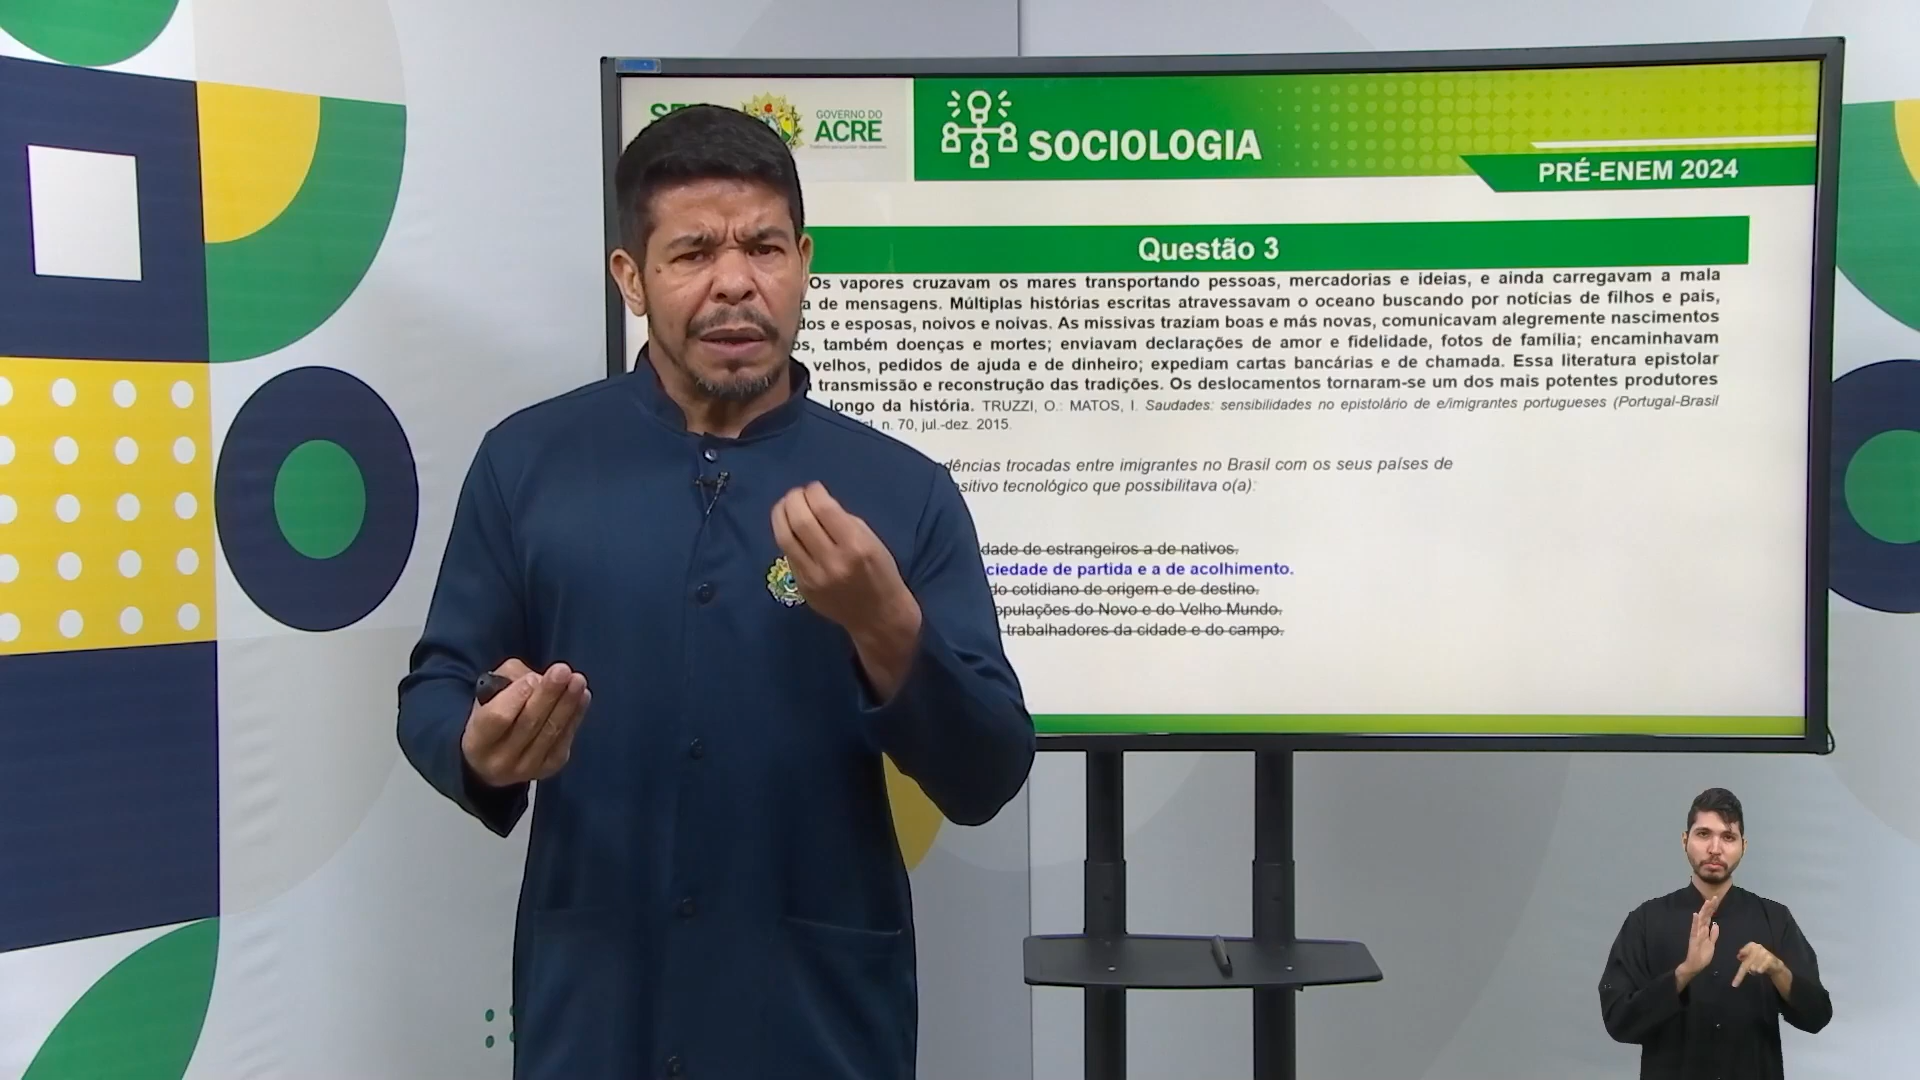 GOVERNO DO
ACRE
SOCIOLOGIA
PRÉ-ENEM 2024
Questão 3
Os vapores cruzavam os mares transportando pessoas, mercadorias e ideias, e ainda carregavam a mala
de mensagens. Múltiplas histórias escritas atravessavam o oceano buscando por notícias de filhos e pais,
e esposas, noivos e noivas. As missivas traziam boas e más novas, comunicavam alegremente nascimentos
também doenças e mortes; enviavam declarações de amor e fidelidade, fotos de família; encaminhavam
velhos, pedidos de ajuda e de dinheiro; expediam cartas bancárias e de chamada. Essa literatura epistolar
transmissão e reconstrução das tradições. Os deslocamentos tornaram-se um dos mais potentes produtores
longo da história. TRUZZI, O.: MATOS, I. Saudades: sensibilidades no epistolário de e/imigrantes portugueses (Portugal-Brasil
n. 70, jul.-dez. 2015.
dências trocadas entre imigrantes no Brasil com os seus países de
sitivo tecnológico que possibilitava o(a):
dade de estrangeiros a de nativos.
ciedade de partida e a de acolhimento.
do cotidiano de origem e de destino.
opulações do Novo e do Velho Mundo.
trabalhadores da cidade e do campo.